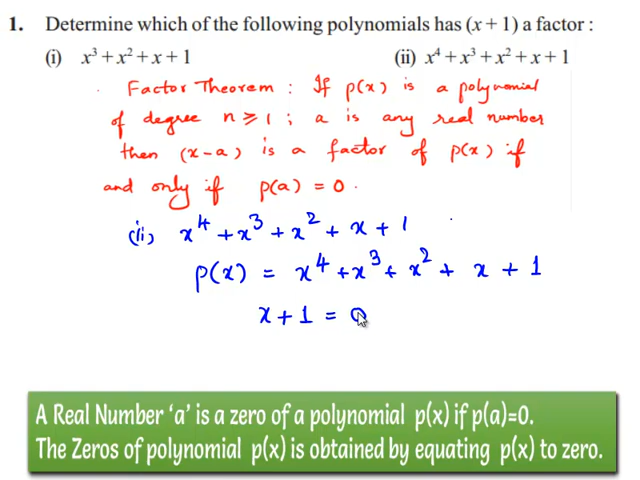 1. Determine which of the following polynomials has (x + 1) a factor :
(i) x³ + x² + x + 1 (ii) x⁴ + x³ + x² + x + 1
Factor Theorem : If p(x) is a polynomial
of degree n ≥ 1 ; a is any real number
then (x-a) is a factor of p(x) if
and only if p(a) = 0.
(ii) x⁴ + x³ + x² + x + 1
p(x) = x⁴ + x³ + x² + x + 1
x + 1 = 0
A Real Number ‘a’ is a zero of a polynomial p(x) if p(a)=0.
The Zeros of polynomial p(x) is obtained by equating p(x) to zero.